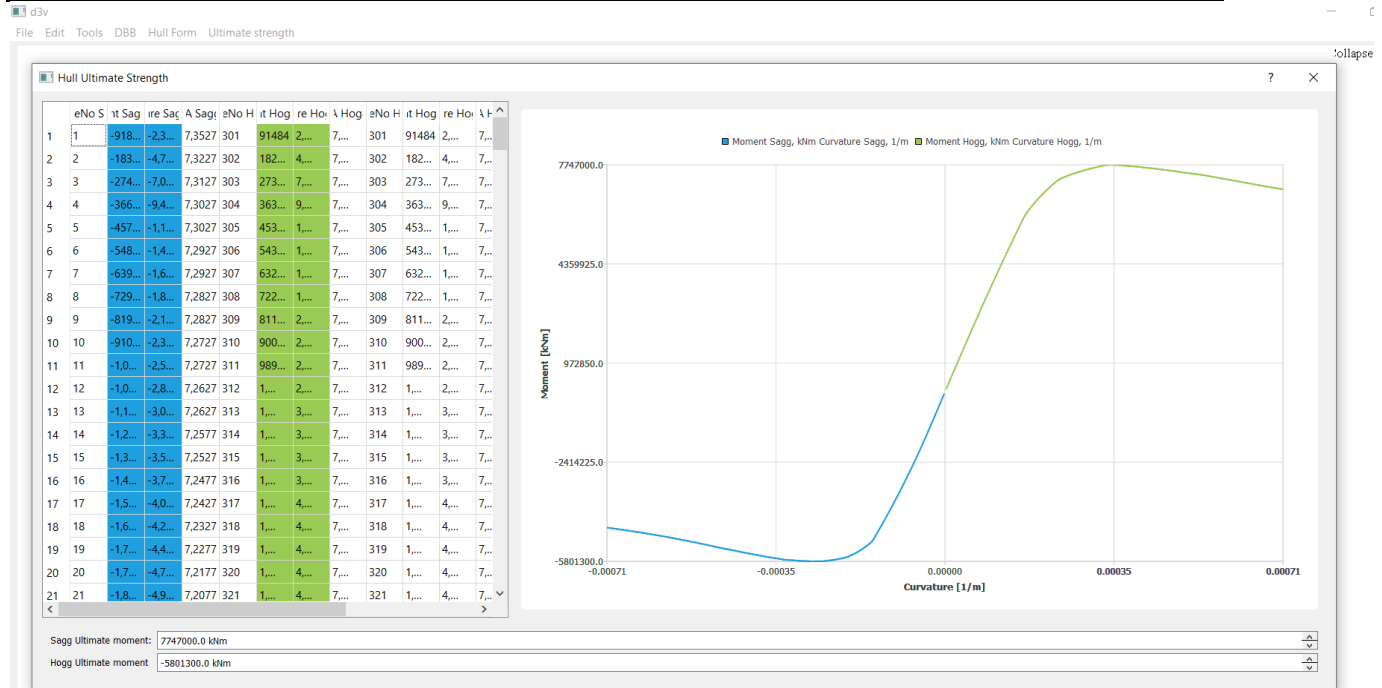 d3v
File Edit Tools DBB Hull Form Ultimate strength
Collapse
Hull Ultimate Strength ?
eNo S nt Sag ire Sag A Sagg eNo H nt Hog re Hog A Hog eNo H nt Hog re Hog A H
1 1 -918... -2,3... 7,3527 301 91484 2,... 7,... 301 91484 2,... 7,..
2 2 -183... -4,7... 7,3227 302 182... 4,... 7,... 302 182... 4,... 7,..
3 3 -274... -7,0... 7,3127 303 273... 7,... 7,... 303 273... 7,... 7,..
4 4 -366... -9,4... 7,3027 304 363... 9,... 7,... 304 363... 9,... 7,..
5 5 -457... -1,1... 7,3027 305 453... 1,... 7,... 305 453... 1,... 7,..
6 6 -548... -1,4... 7,2927 306 543... 1,... 7,... 306 543... 1,... 7,..
7 7 -639... -1,6... 7,2927 307 632... 1,... 7,... 307 632... 1,... 7,..
8 8 -729... -1,8... 7,2827 308 722... 1,... 7,... 308 722... 1,... 7,..
9 9 -819... -2,1... 7,2827 309 811... 2,... 7,... 309 811... 2,... 7,..
10 10 -910... -2,3... 7,2727 310 900... 2,... 7,... 310 900... 2,... 7,..
11 11 -1,0... -2,5... 7,2727 311 989... 2,... 7,... 311 989... 2,... 7,..
12 12 -1,0... -2,8... 7,2627 312 1,... 2,... 7,... 312 1,... 2,... 7,..
13 13 -1,1... -3,0... 7,2627 313 1,... 3,... 7,... 313 1,... 3,... 7,..
14 14 -1,2... -3,3... 7,2577 314 1,... 3,... 7,... 314 1,... 3,... 7,..
15 15 -1,3... -3,5... 7,2527 315 1,... 3,... 7,... 315 1,... 3,... 7,..
16 16 -1,4... -3,7... 7,2477 316 1,... 3,... 7,... 316 1,... 3,... 7,..
17 17 -1,5... -4,0... 7,2427 317 1,... 4,... 7,... 317 1,... 4,... 7,..
18 18 -1,6... -4,2... 7,2327 318 1,... 4,... 7,... 318 1,... 4,... 7,..
19 19 -1,7... -4,4... 7,2277 319 1,... 4,... 7,... 319 1,... 4,... 7,..
20 20 -1,7... -4,7... 7,2177 320 1,... 4,... 7,... 320 1,... 4,... 7,..
21 21 -1,8... -4,9... 7,2077 321 1,... 4,... 7,... 321 1,... 4,... 7,..
Moment Sagg, kNm Curvature Sagg, 1/m Moment Hogg, kNm Curvature Hogg, 1/m
7747000.0
4359925.0
972850.0
-2414225.0
-5801300.0
Moment [kNm]
-0.00071 -0.00035 0.00000 0.00035 0.00071
Curvature [1/m]
Sagg Ultimate moment: 7747000.0 kNm
Hogg Ultimate moment -5801300.0 kNm